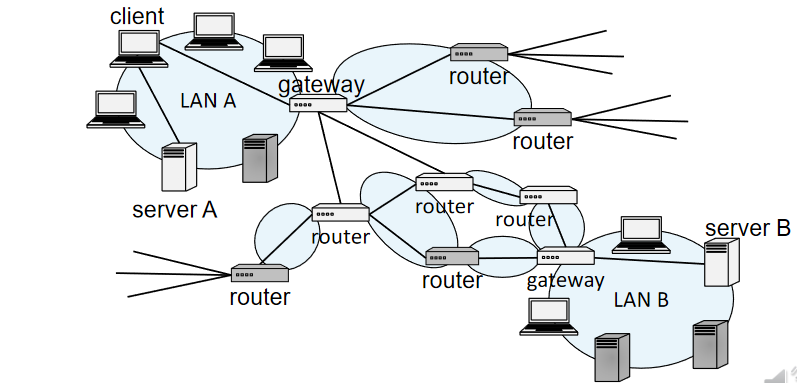 client
gateway
LAN A
router
router
server A
router
router
router
server B
router
gateway
router
LAN B